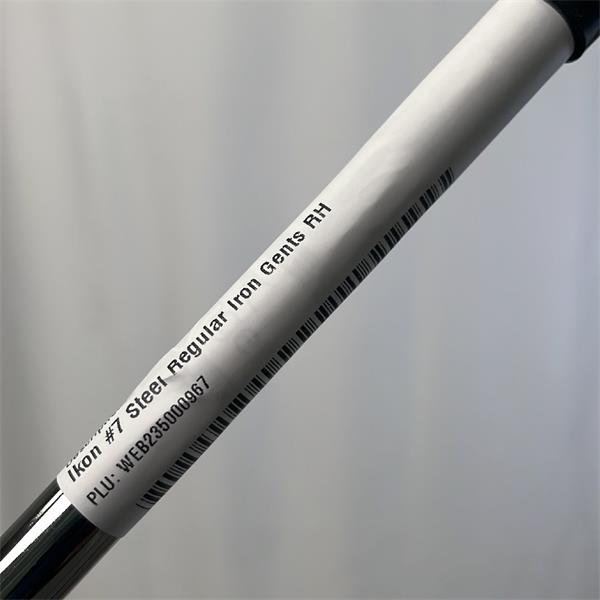 Ikon #7 Steel Regular Iron Gents RH
PLU: WEB235000967